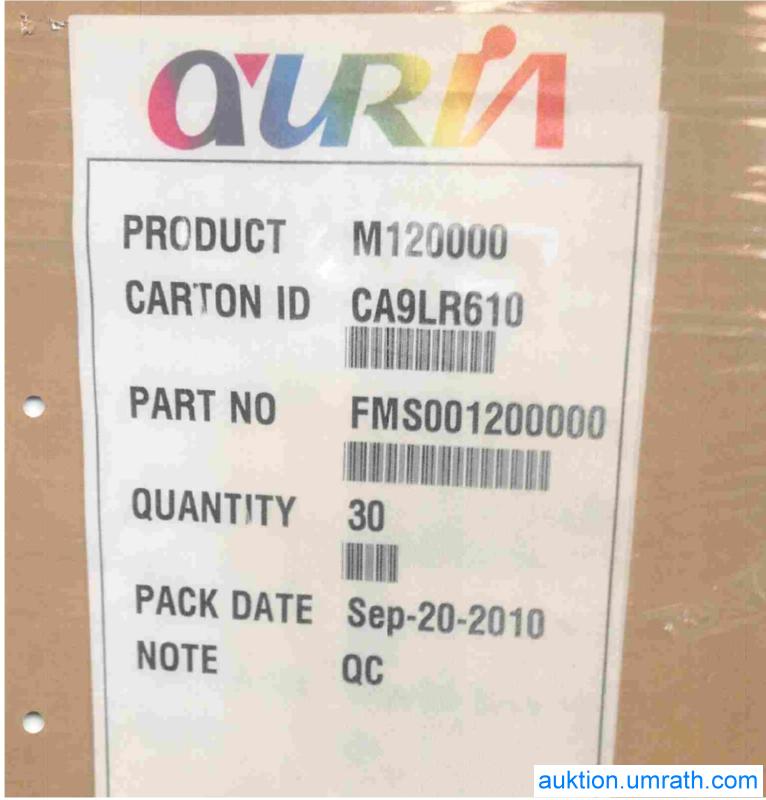 auria
PRODUCT M120000
CARTON ID CA9LR610
PART NO FMS001200000
QUANTITY 30
PACK DATE Sep-20-2010
NOTE QC
auktion.umrath.com